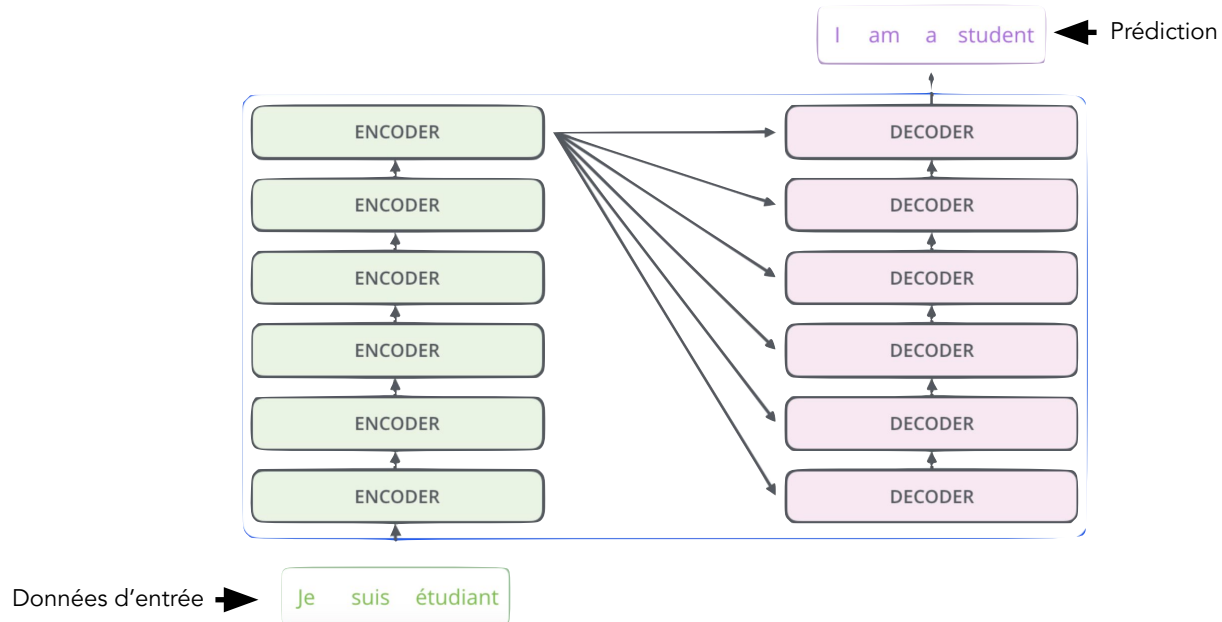 I am a student
Prédiction
ENCODER
DECODER
ENCODER
DECODER
ENCODER
DECODER
ENCODER
DECODER
ENCODER
DECODER
ENCODER
DECODER
Données d’entrée
Je suis étudiant